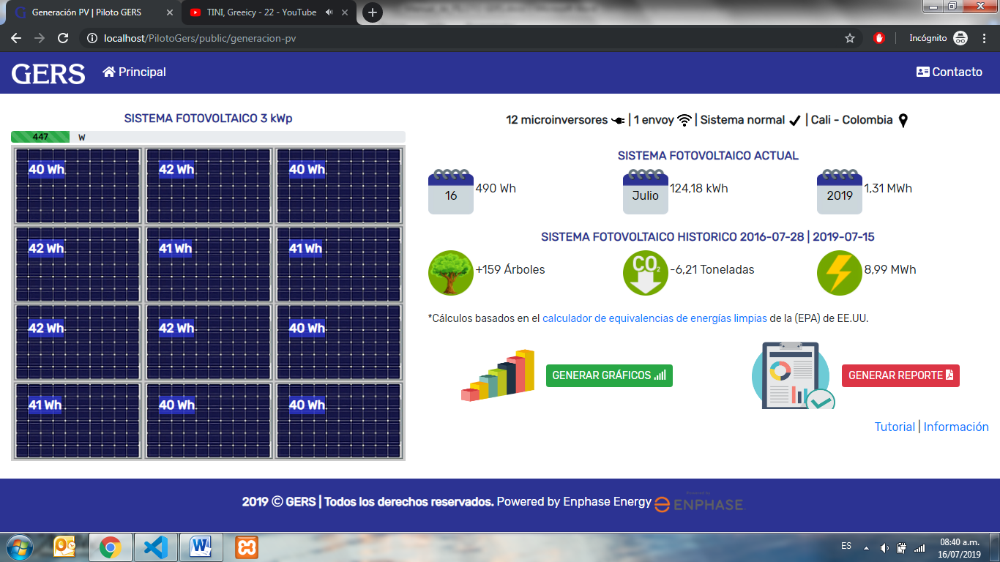 Generación PV | Piloto GERS
TINI, Greeicy - 22 - YouTube
localhost/PilotoGers/public/generacion-pv
Incógnito
GERS
Principal
Contacto
SISTEMA FOTOVOLTAICO 3 kWp
447 W
40 Wh 42 Wh 40 Wh
42 Wh 41 Wh 41 Wh
42 Wh 42 Wh 40 Wh
41 Wh 40 Wh 40 Wh
12 microinversores | 1 envoy | Sistema normal | Cali - Colombia
SISTEMA FOTOVOLTAICO ACTUAL
16 490 Wh Julio 124,18 kWh 2019 1,31 MWh
SISTEMA FOTOVOLTAICO HISTORICO 2016-07-28 | 2019-07-15
+159 Árboles CO2 -6,21 Toneladas 8,99 MWh
*Cálculos basados en el calculador de equivalencias de energías limpias de la (EPA) de EE.UU.
GENERAR GRÁFICOS GENERAR REPORTE
Tutorial | Información
2019 © GERS | Todos los derechos reservados. Powered by Enphase Energy
Powered by
ENPHASE
ES
08:40 a.m.
16/07/2019